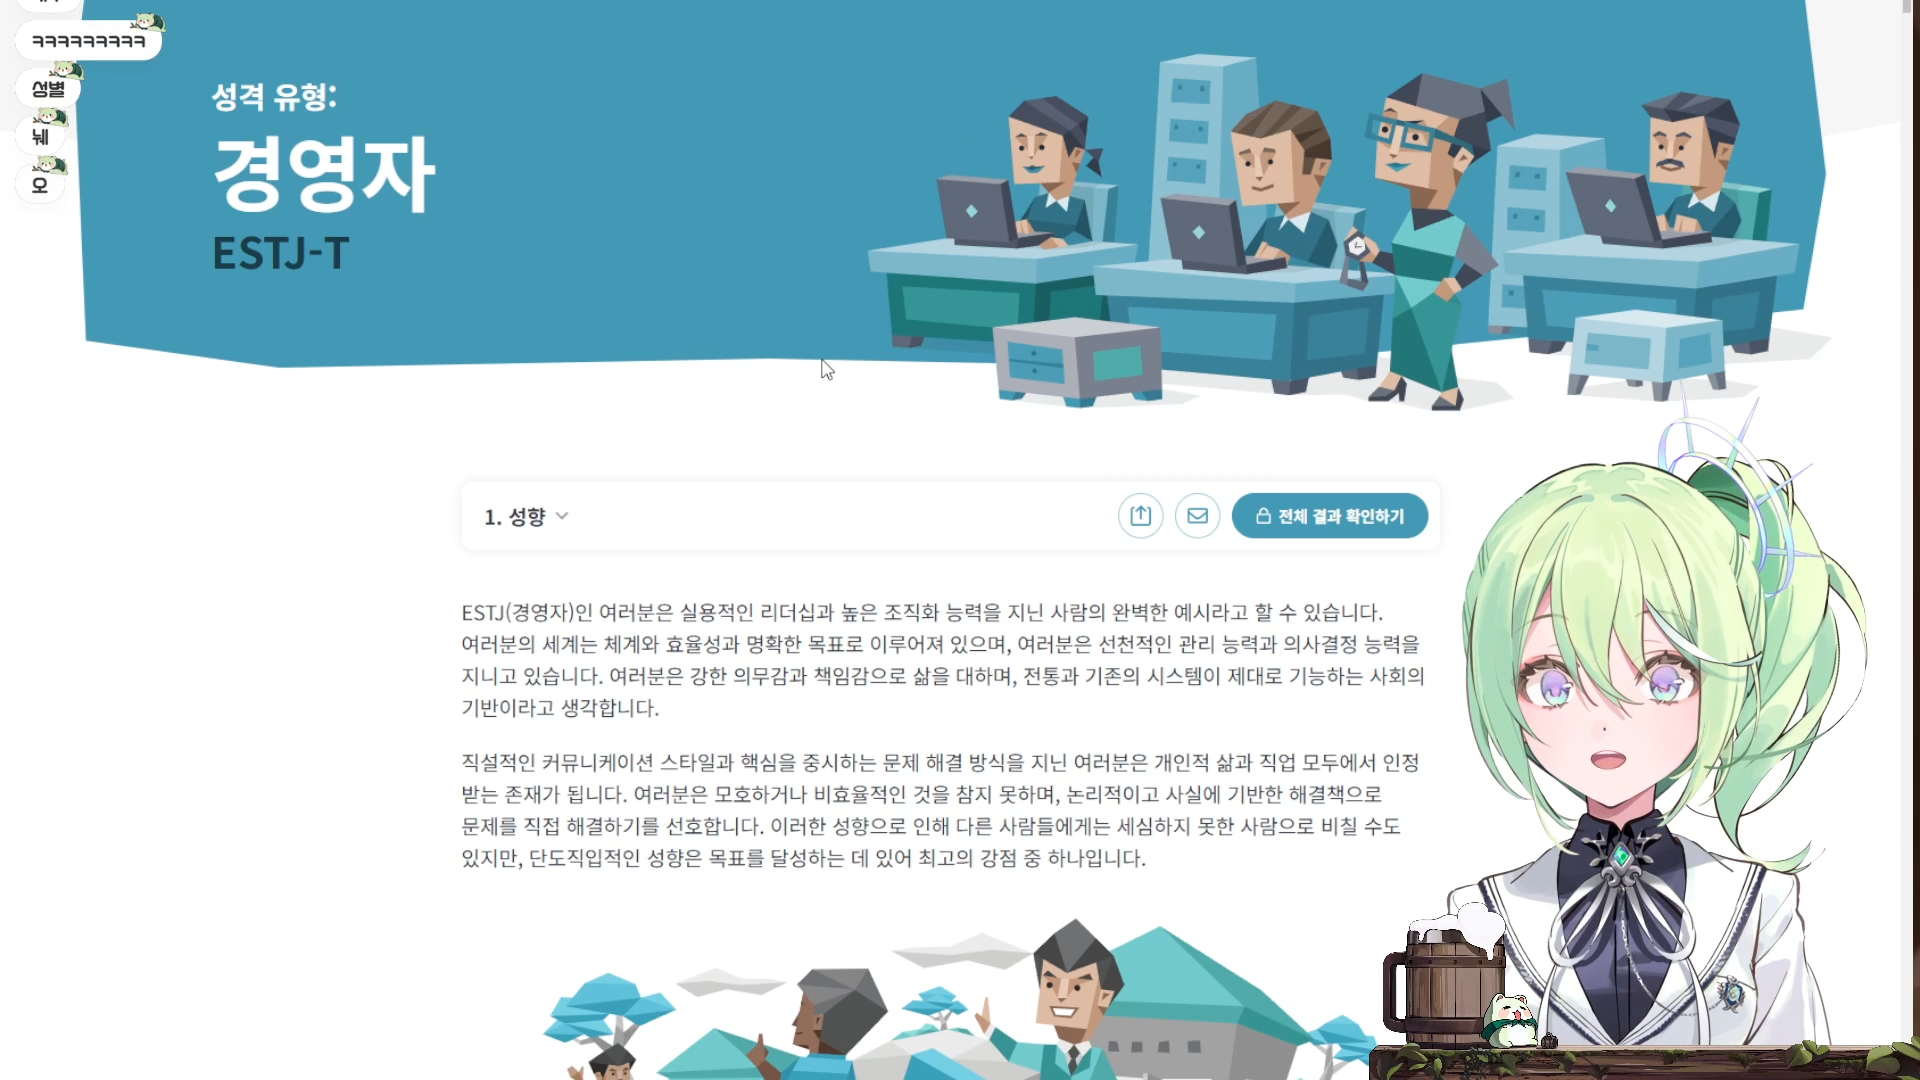 ㅋㅋㅋㅋㅋㅋㅋㅋㅋ
성별
눼
오
성격 유형:
경영자
ESTJ-T
1. 성향
전체 결과 확인하기
ESTJ(경영자)인 여러분은 실용적인 리더십과 높은 조직화 능력을 지닌 사람의 완벽한 예시라고 할 수 있습니다.
여러분의 세계는 체계와 효율성과 명확한 목표로 이루어져 있으며, 여러분은 선천적인 관리 능력과 의사결정 능력을
지니고 있습니다. 여러분은 강한 의무감과 책임감으로 삶을 대하며, 전통과 기존의 시스템이 제대로 기능하는 사회의
기반이라고 생각합니다.
직설적인 커뮤니케이션 스타일과 핵심을 중시하는 문제 해결 방식을 지닌 여러분은 개인적 삶과 직업 모두에서 인정
받는 존재가 됩니다. 여러분은 모호하거나 비효율적인 것을 참지 못하며, 논리적이고 사실에 기반한 해결책으로
문제를 직접 해결하기를 선호합니다. 이러한 성향으로 인해 다른 사람들에게는 세심하지 못한 사람으로 비칠 수도
있지만, 단도직입적인 성향은 목표를 달성하는 데 있어 최고의 강점 중 하나입니다.